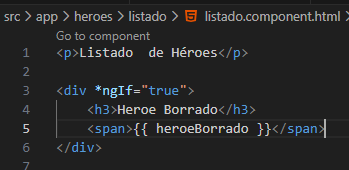 src > app > heroes > listado > listado.component.html >
Go to component
1 <p>Listado  de Héroes</p>
2
3 <div *ngIf="true">
4     <h3>Heroe Borrado</h3>
5     <span>{{ heroeBorrado }}</span>
6 </div>
7